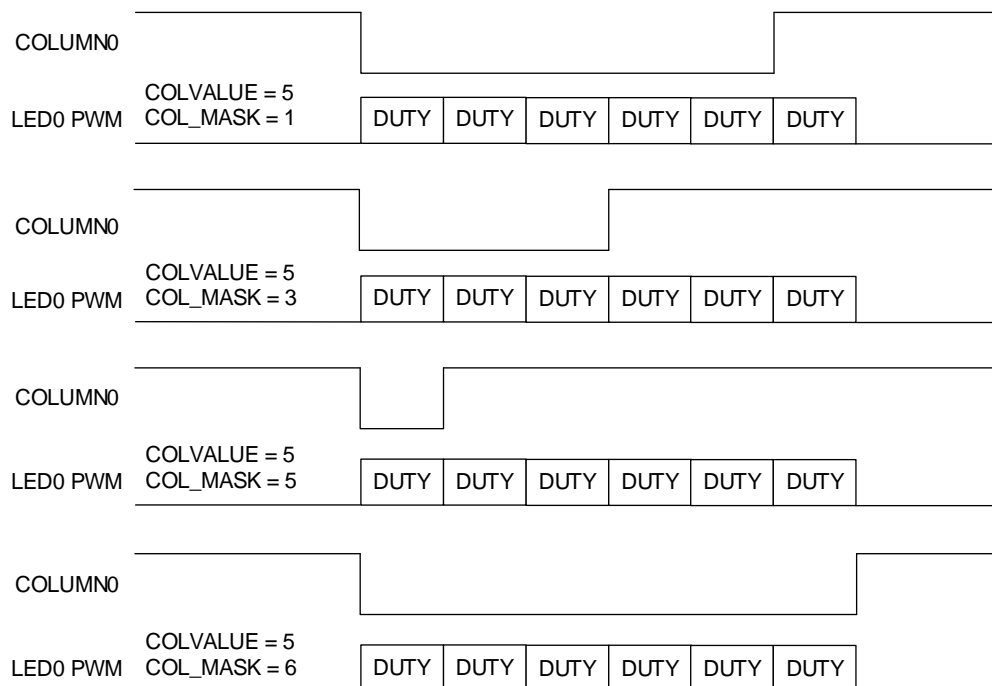 COLUMN0
COLVALUE = 5
LED0 PWM COL_MASK = 1 DUTY DUTY DUTY DUTY DUTY DUTY
COLUMN0
COLVALUE = 5
LED0 PWM COL_MASK = 3 DUTY DUTY DUTY DUTY DUTY DUTY
COLUMN0
COLVALUE = 5
LED0 PWM COL_MASK = 5 DUTY DUTY DUTY DUTY DUTY DUTY
COLUMN0
COLVALUE = 5
LED0 PWM COL_MASK = 6 DUTY DUTY DUTY DUTY DUTY DUTY